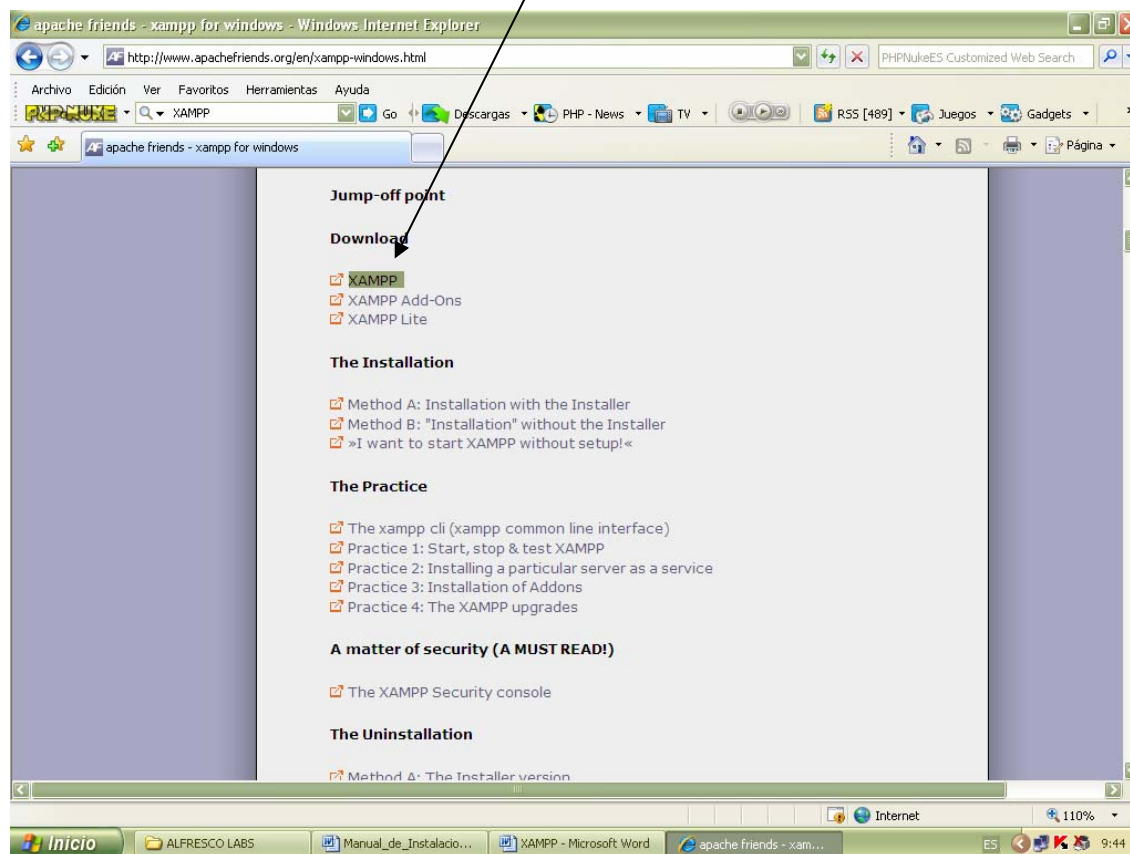 apache friends - xampp for windows - Windows Internet Explorer
http://www.apachefriends.org/en/xampp-windows.html
PHPNukeES Customized Web Search
Archivo Edición Ver Favoritos Herramientas Ayuda
PHP-NUKE XAMPP Go Descargas PHP - News TV RSS [489] Juegos Gadgets
AF apache friends - xampp for windows Página
Jump-off point
Download
XAMPP
XAMPP Add-Ons
XAMPP Lite
The Installation
Method A: Installation with the Installer
Method B: "Installation" without the Installer
»I want to start XAMPP without setup!«
The Practice
The xampp cli (xampp common line interface)
Practice 1: Start, stop & test XAMPP
Practice 2: Installing a particular server as a service
Practice 3: Installation of Addons
Practice 4: The XAMPP upgrades
A matter of security (A MUST READ!)
The XAMPP Security console
The Uninstallation
Method A: The Installer version
Internet 110%
Inicio ALFRESCO LABS Manual_de_Instalacio... XAMPP - Microsoft Word apache friends - xam... ES 9:44